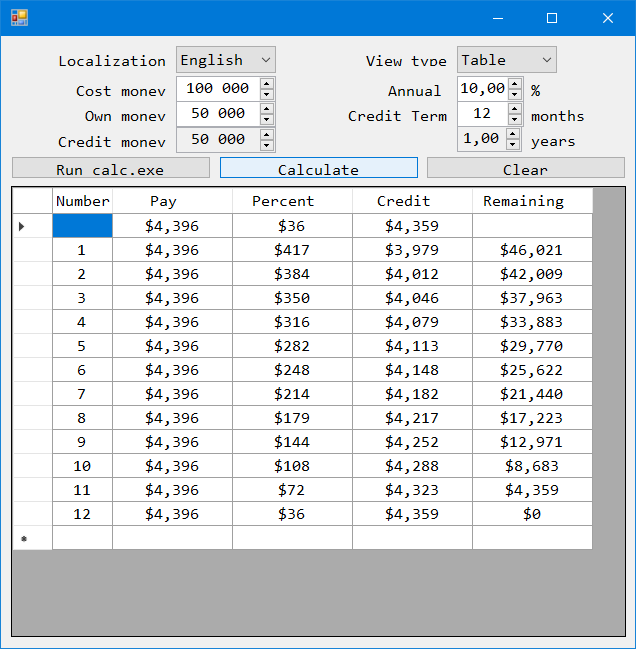 Localization English View type Table
Cost money 100 000 Annual 10,00 %
Own money 50 000 Credit Term 12 months
Credit money 50 000 1,00 years
Run calc.exe Calculate Clear
Number Pay Percent Credit Remaining
$4,396 $36 $4,359
1 $4,396 $417 $3,979 $46,021
2 $4,396 $384 $4,012 $42,009
3 $4,396 $350 $4,046 $37,963
4 $4,396 $316 $4,079 $33,883
5 $4,396 $282 $4,113 $29,770
6 $4,396 $248 $4,148 $25,622
7 $4,396 $214 $4,182 $21,440
8 $4,396 $179 $4,217 $17,223
9 $4,396 $144 $4,252 $12,971
10 $4,396 $108 $4,288 $8,683
11 $4,396 $72 $4,323 $4,359
12 $4,396 $36 $4,359 $0